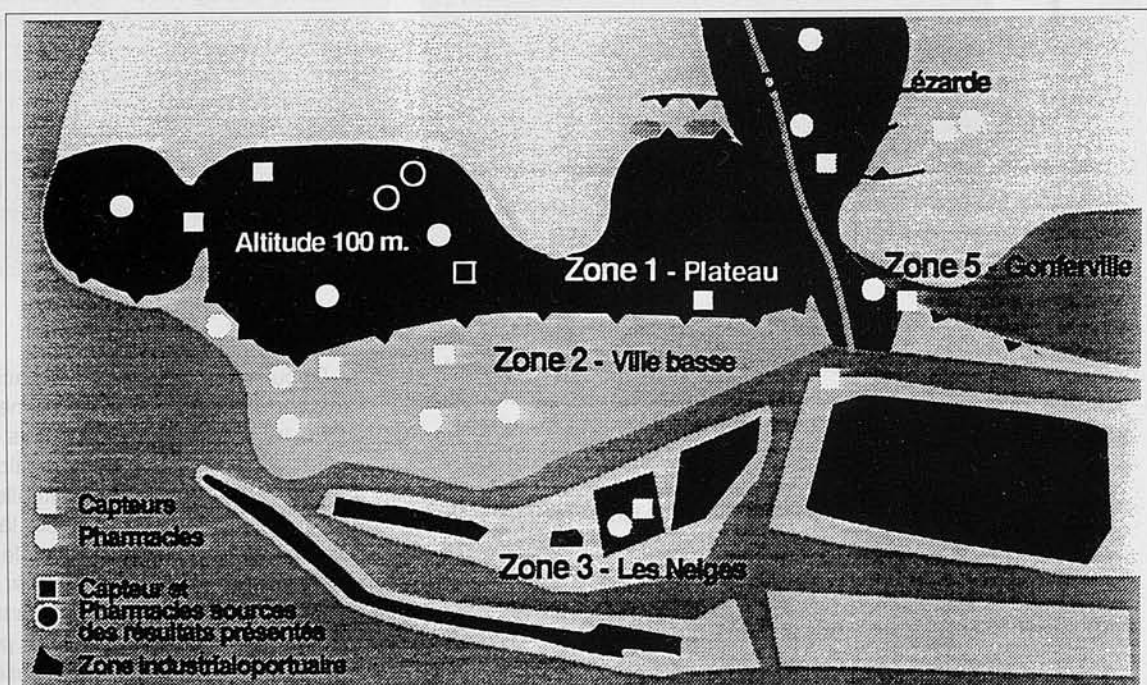 Lézarde
Altitude 100 m.
Zone 1 - Plateau
Zone 5 - Gonferville
Zone 2 - Ville basse
Capteurs
Pharmacies
Zone 3 - Les Neiges
Capteur et
Pharmacies sources
des résultats présentés
Zone industrialoportuaire